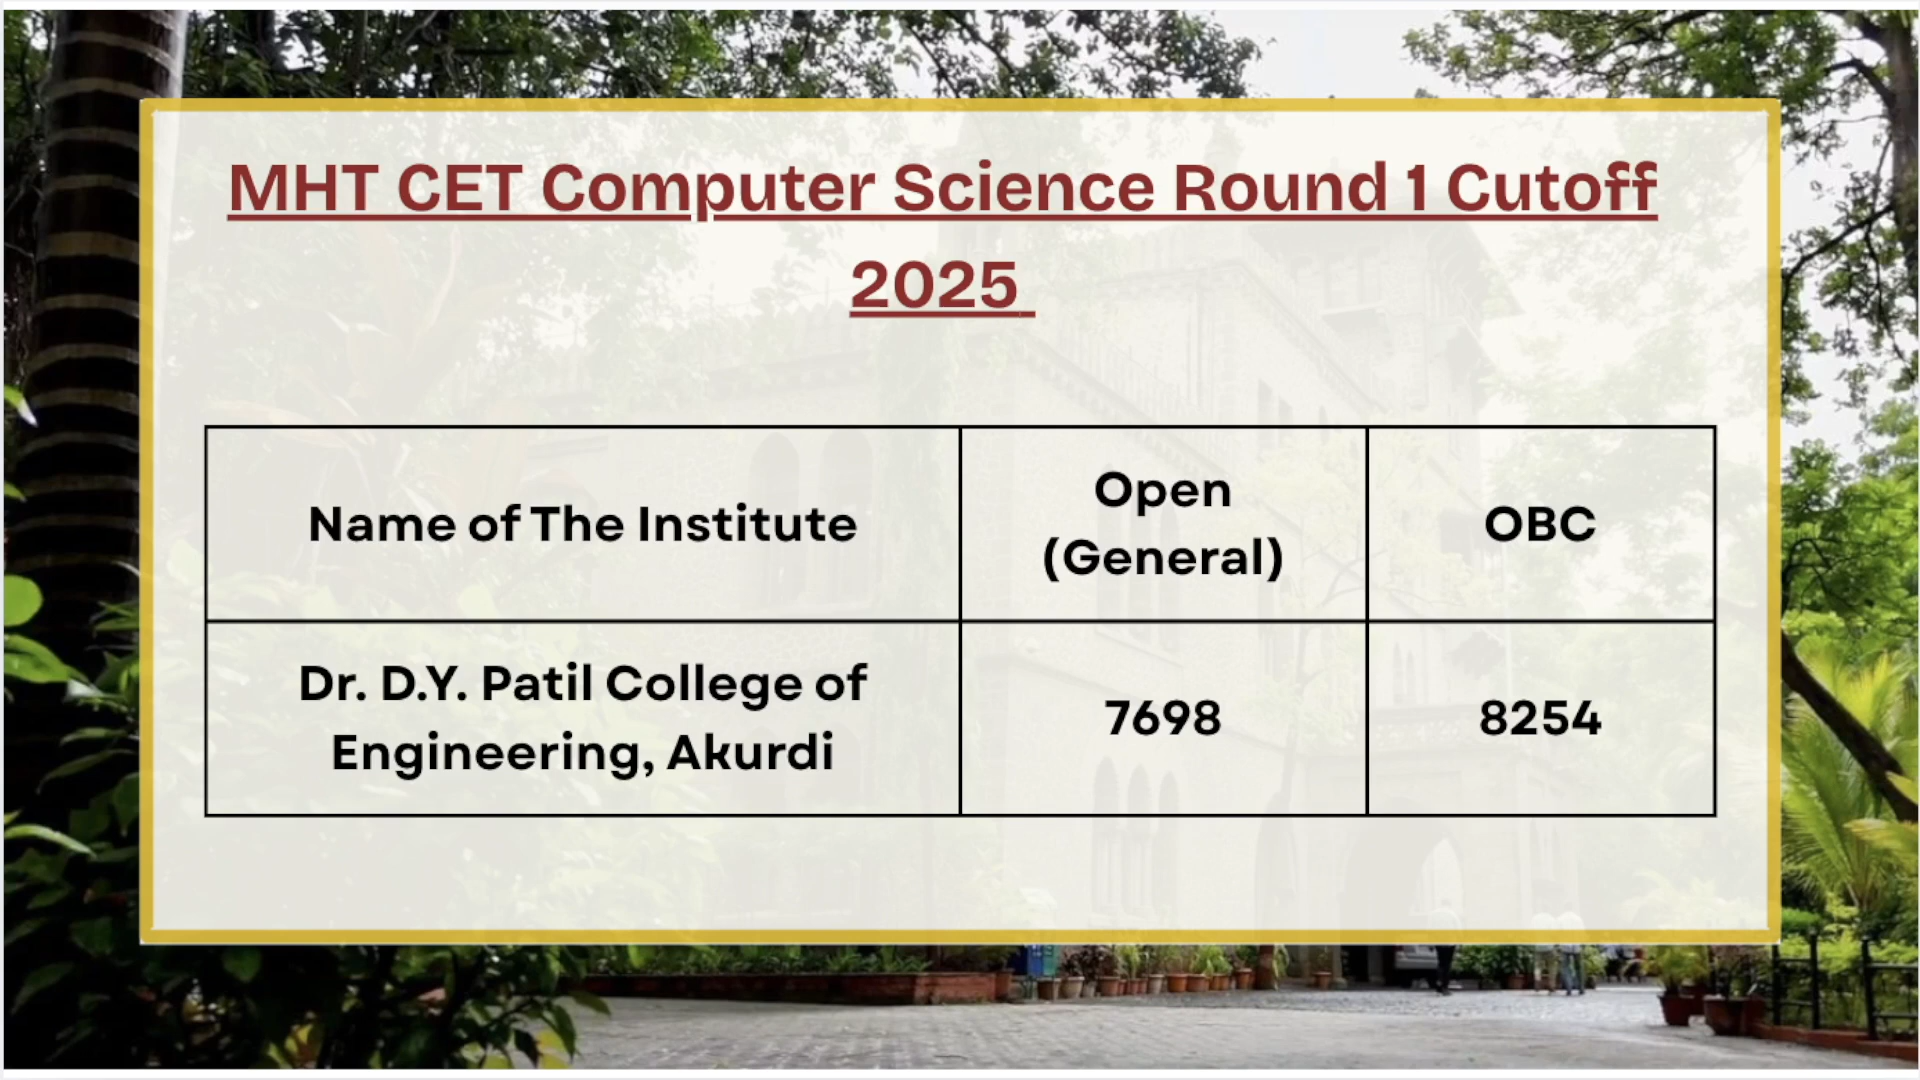 MHT CET Computer Science Round 1 Cutoff
2025
Name of The Institute
Open
(General)
OBC
Dr. D.Y. Patil College of
Engineering, Akurdi
7698
8254